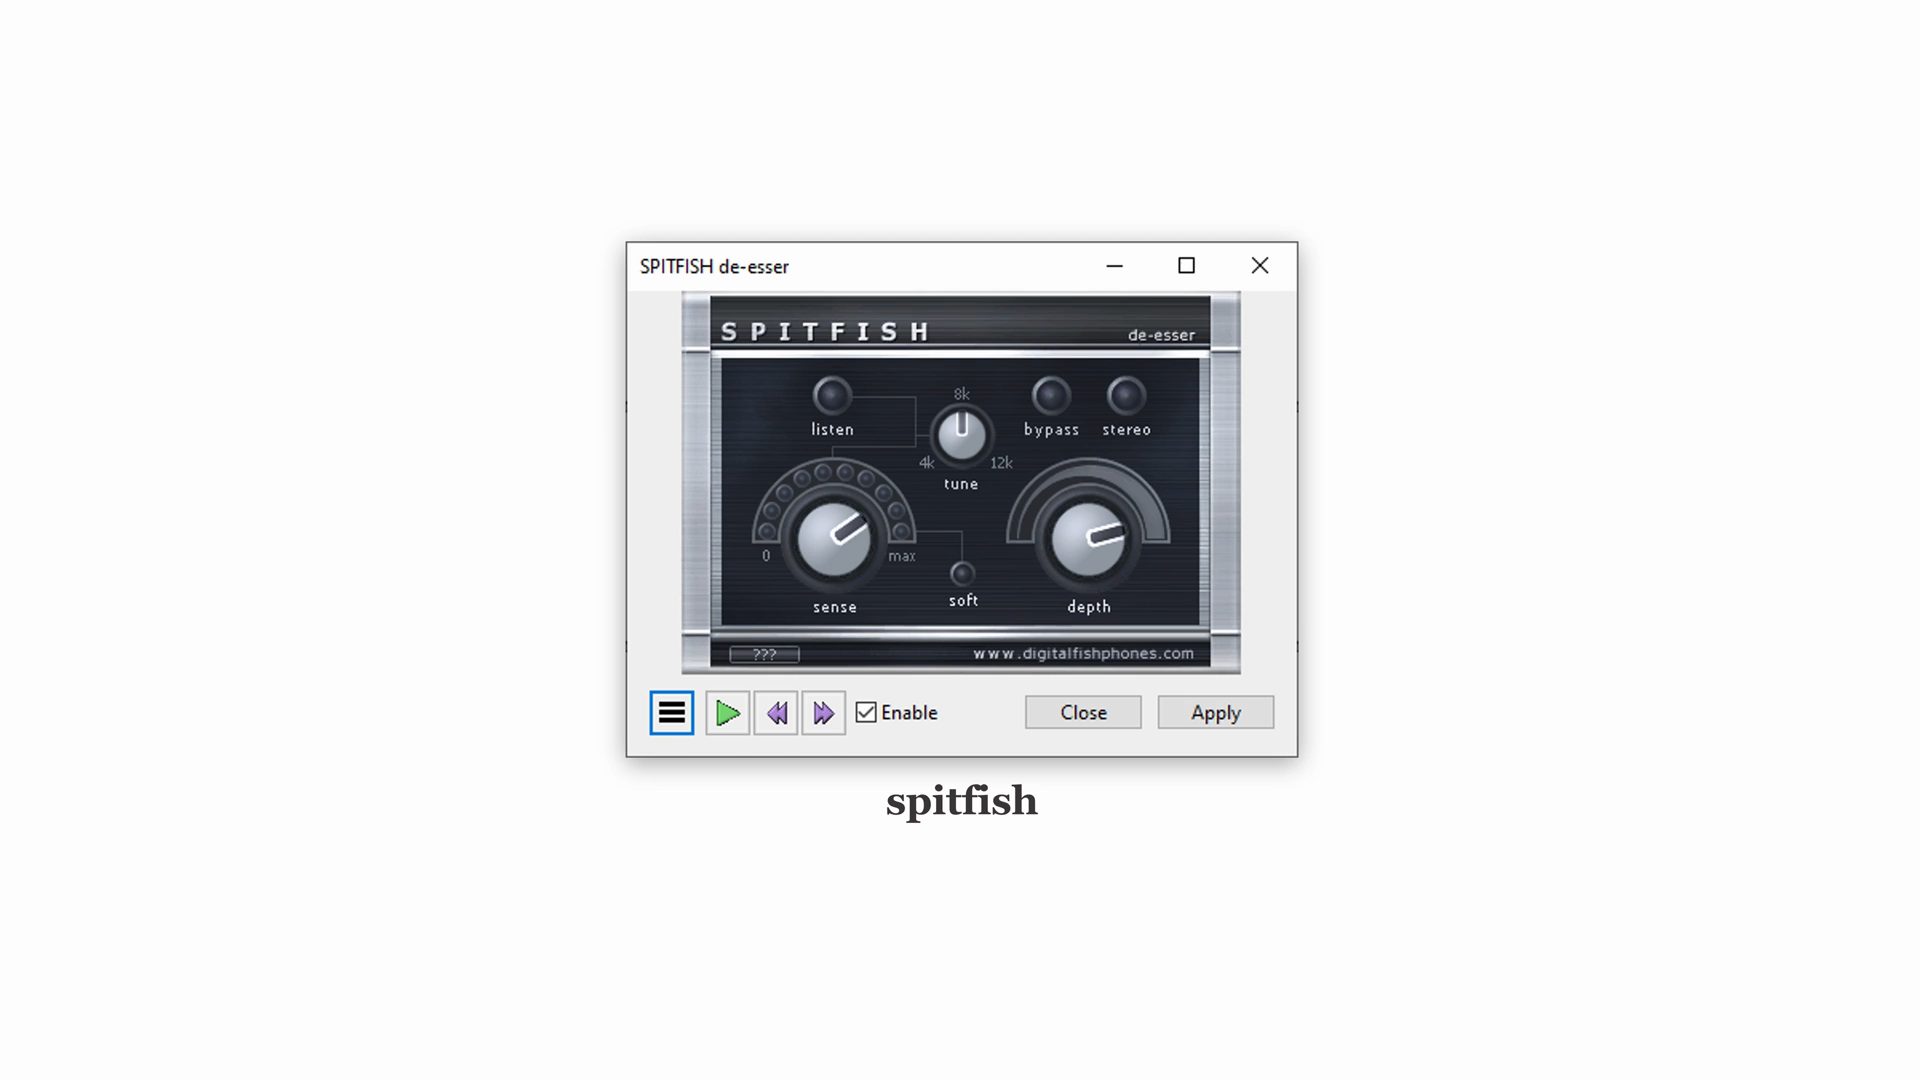 SPITFISH de-esser
SPITFISH
de-esser
8k
listen
bypass
stereo
4k
12k
tune
0
max
sense
soft
depth
???
www.digitalfishphones.com
Enable
Close
Apply
spitfish